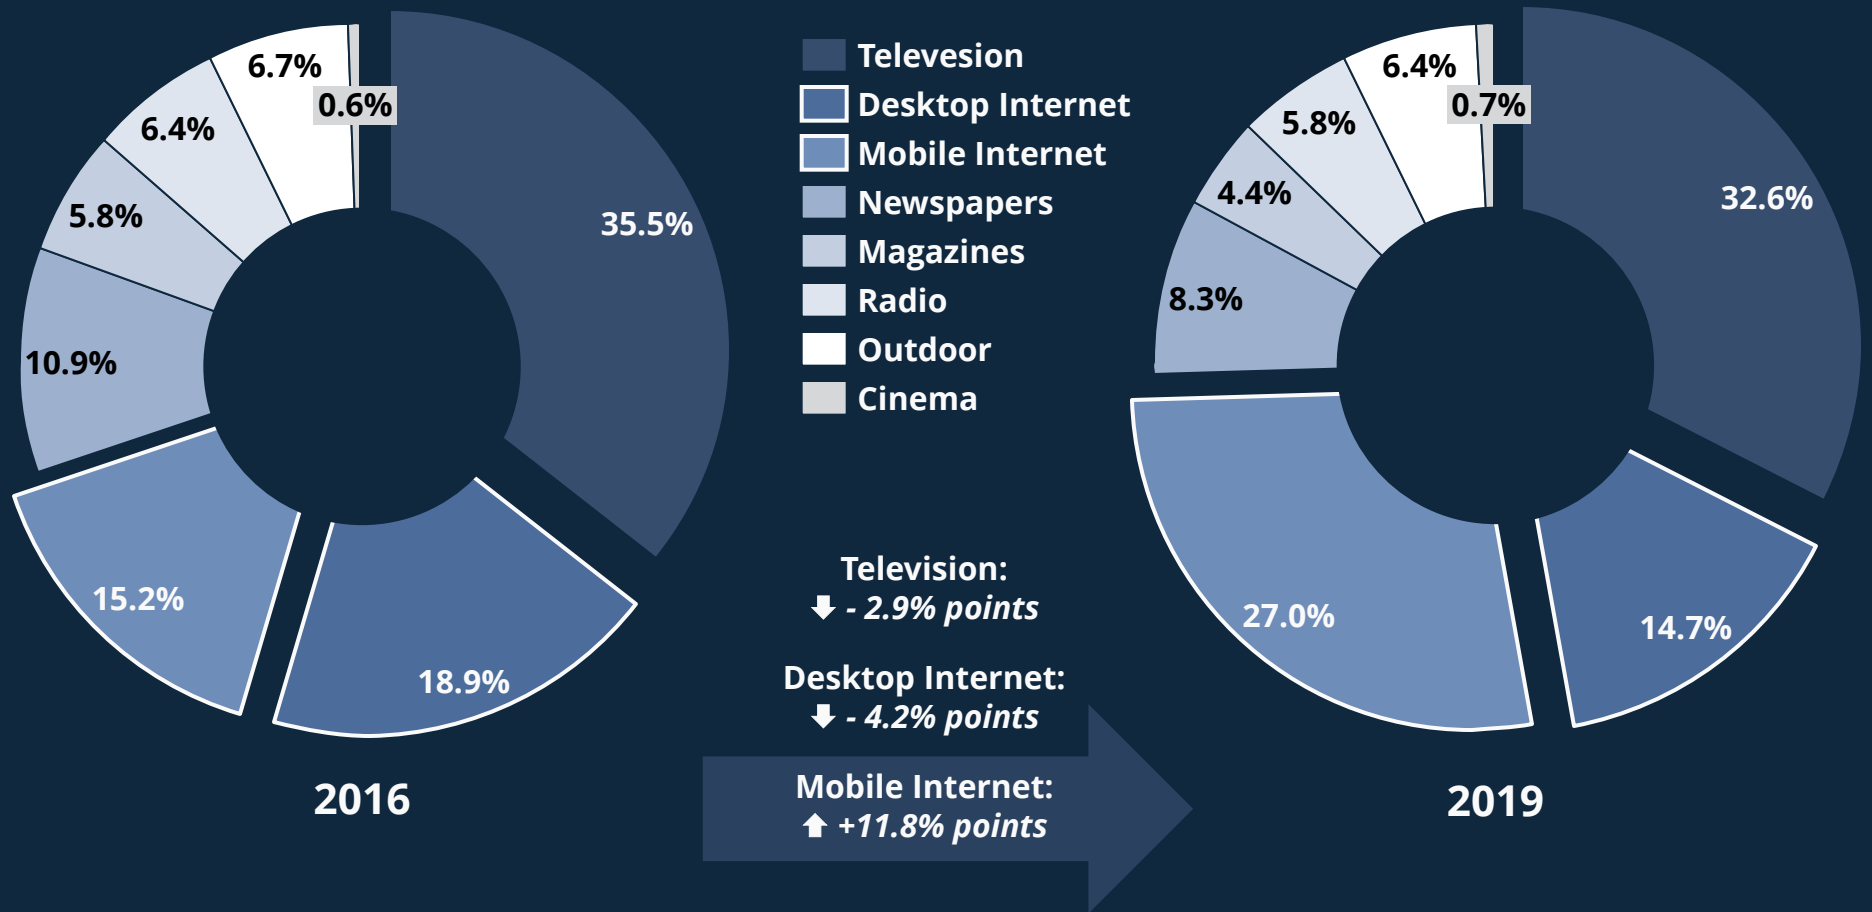 6.7%
0.6%
6.4%
5.8%
10.9%
35.5%
15.2%
18.9%
2016
Televesion
Desktop Internet
Mobile Internet
Newspapers
Magazines
Radio
Outdoor
Cinema
Television:
- 2.9% points
Desktop Internet:
- 4.2% points
Mobile Internet:
+11.8% points
6.4%
0.7%
5.8%
4.4%
8.3%
32.6%
27.0%
14.7%
2019